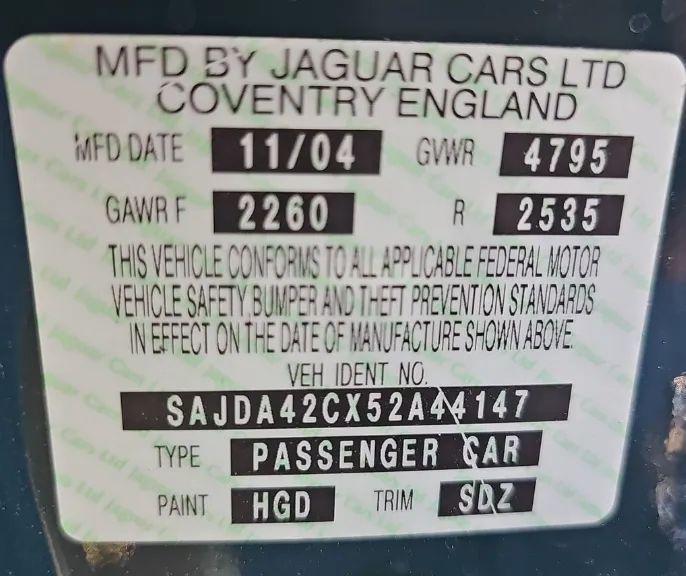 MFD BY JAGUAR CARS LTD
COVENTRY ENGLAND
MFD DATE 11/04 GVWR 4795
GAWR F 2260 R 2535
THIS VEHICLE CONFORMS TO ALL APPLICABLE FEDERAL MOTOR
VEHICLE SAFETY, BUMPER AND THEFT PREVENTION STANDARDS
IN EFFECT ON THE DATE OF MANUFACTURE SHOWN ABOVE.
VEH IDENT NO.
SAJDA42CX52A44147
TYPE PASSENGER CAR
PAINT HGD TRIM SDZ